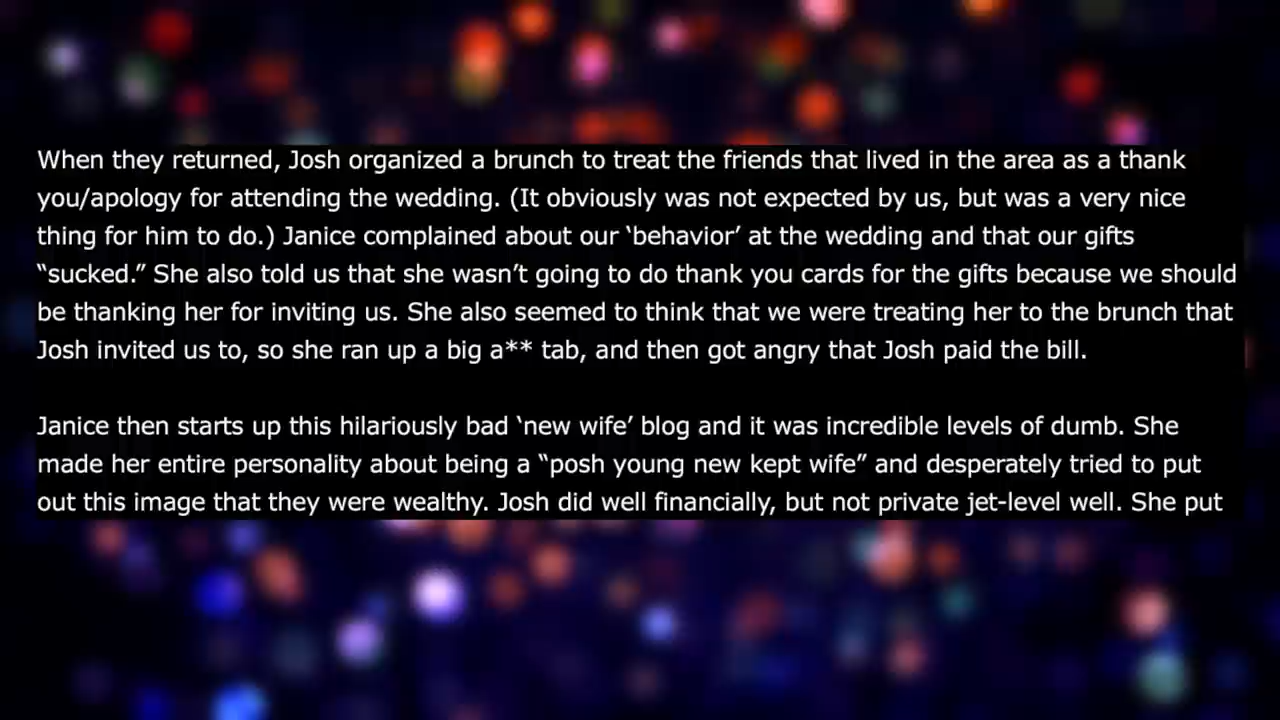 When they returned, Josh organized a brunch to treat the friends that lived in the area as a thank
you/apology for attending the wedding. (It obviously was not expected by us, but was a very nice
thing for him to do.) Janice complained about our ‘behavior’ at the wedding and that our gifts
“sucked.” She also told us that she wasn’t going to do thank you cards for the gifts because we should
be thanking her for inviting us. She also seemed to think that we were treating her to the brunch that
Josh invited us to, so she ran up a big a** tab, and then got angry that Josh paid the bill.
Janice then starts up this hilariously bad ‘new wife’ blog and it was incredible levels of dumb. She
made her entire personality about being a “posh young new kept wife” and desperately tried to put
out this image that they were wealthy. Josh did well financially, but not private jet-level well. She put